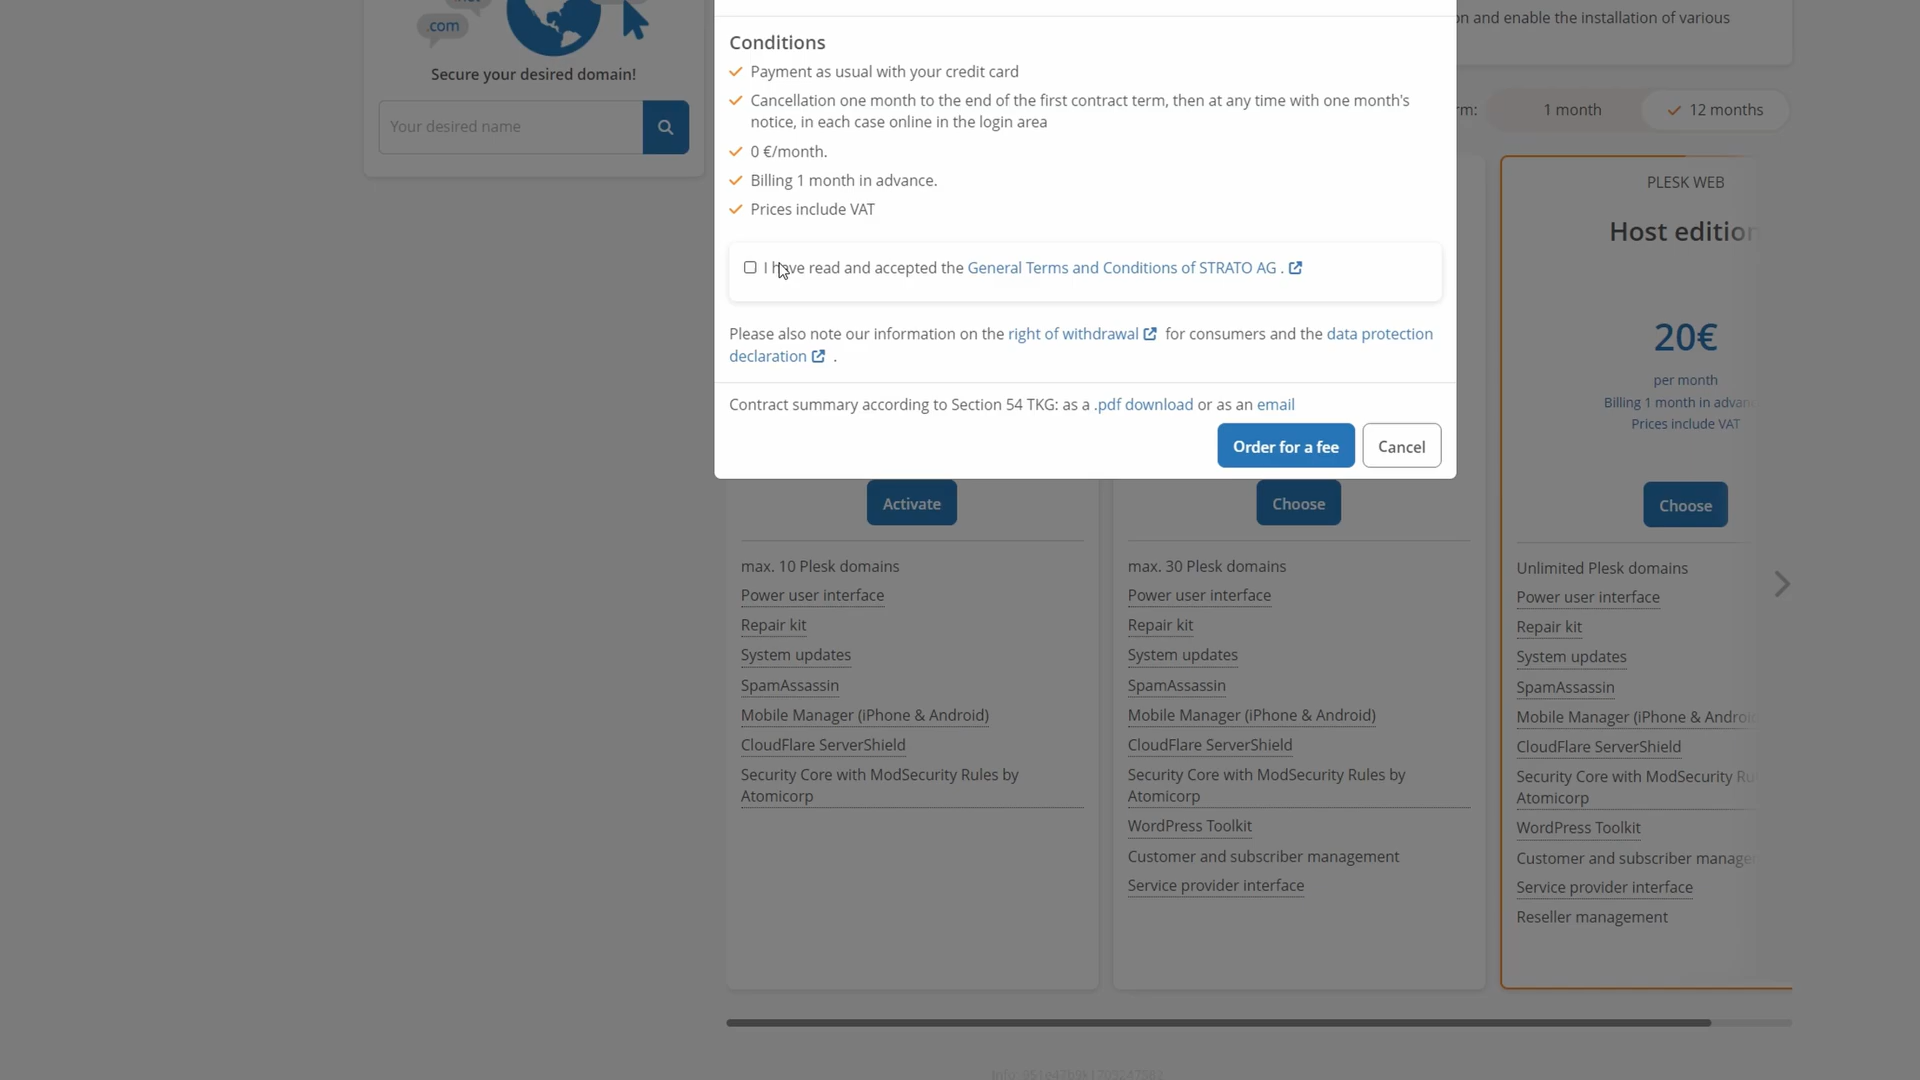 .com
Secure your desired domain!
Your desired name
on and enable the installation of various
Conditions
Payment as usual with your credit card
Cancellation one month to the end of the first contract term, then at any time with one month's
notice, in each case online in the login area
0 €/month.
Billing 1 month in advance.
Prices include VAT
I have read and accepted the General Terms and Conditions of STRATO AG .
Please also note our information on the right of withdrawal for consumers and the data protection
declaration .
Contract summary according to Section 54 TKG: as a .pdf download or as an email
Order for a fee
Cancel
rm:
1 month
12 months
Activate
max. 10 Plesk domains
Power user interface
Repair kit
System updates
SpamAssassin
Mobile Manager (iPhone & Android)
CloudFlare ServerShield
Security Core with ModSecurity Rules by
Atomicorp
Choose
max. 30 Plesk domains
Power user interface
Repair kit
System updates
SpamAssassin
Mobile Manager (iPhone & Android)
CloudFlare ServerShield
Security Core with ModSecurity Rules by
Atomicorp
WordPress Toolkit
Customer and subscriber management
Service provider interface
PLESK WEB
Host edition
20€
per month
Billing 1 month in advanc
Prices include VAT
Choose
Unlimited Plesk domains
Power user interface
Repair kit
System updates
SpamAssassin
Mobile Manager (iPhone & Androi
CloudFlare ServerShield
Security Core with ModSecurity Ru
Atomicorp
WordPress Toolkit
Customer and subscriber manage
Service provider interface
Reseller management